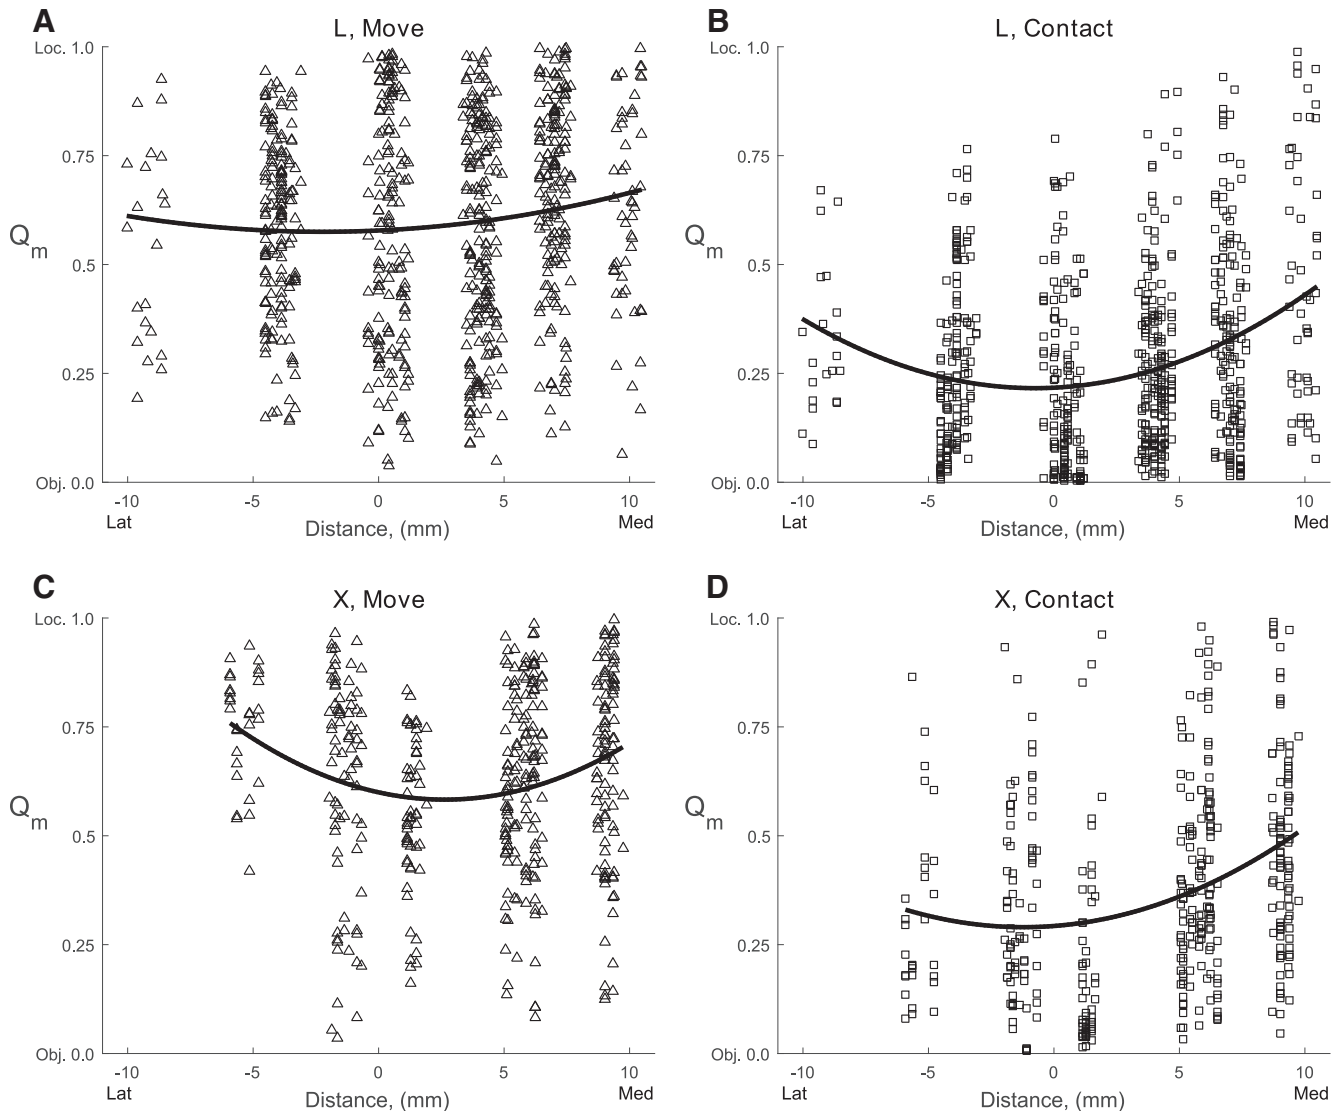 A
L, Move
Loc. 1.0
0.75
Qm
0.5
0.25
Obj. 0.0
-10
-5
0
5
10
Lat
Distance, (mm)
Med
B
L, Contact
Loc. 1.0
0.75
Qm
0.5
0.25
Obj. 0.0
-10
-5
0
5
10
Lat
Distance, (mm)
Med
C
X, Move
Loc. 1.0
0.75
Qm
0.5
0.25
Obj. 0.0
-10
-5
0
5
10
Lat
Distance, (mm)
Med
D
X, Contact
Loc. 1.0
0.75
Qm
0.5
0.25
Obj. 0.0
-10
-5
0
5
10
Lat
Distance, (mm)
Med